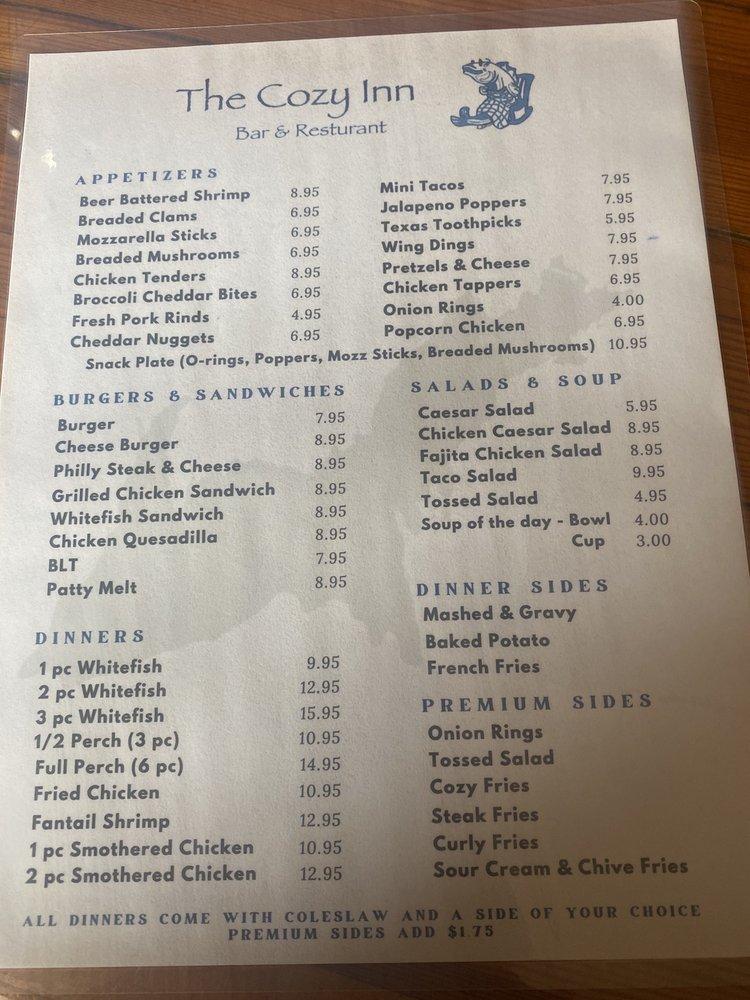 The Cozy Inn
Bar & Resturant
APPETIZERS
Beer Battered Shrimp 8.95
Breaded Clams 6.95
Mozzarella Sticks 6.95
Breaded Mushrooms 6.95
Chicken Tenders 8.95
Broccoli Cheddar Bites 6.95
Fresh Pork Rinds 4.95
Cheddar Nuggets 6.95
Mini Tacos 7.95
Jalapeno Poppers 7.95
Texas Toothpicks 5.95
Wing Dings 7.95
Pretzels & Cheese 7.95
Chicken Tappers 6.95
Onion Rings 4.00
Popcorn Chicken 6.95
Snack Plate (O-rings, Poppers, Mozz Sticks, Breaded Mushrooms) 10.95
BURGERS & SANDWICHES
Burger 7.95
Cheese Burger 8.95
Philly Steak & Cheese 8.95
Grilled Chicken Sandwich 8.95
Whitefish Sandwich 8.95
Chicken Quesadilla 8.95
BLT 7.95
Patty Melt 8.95
SALADS & SOUP
Caesar Salad 5.95
Chicken Caesar Salad 8.95
Fajita Chicken Salad 8.95
Taco Salad 9.95
Tossed Salad 4.95
Soup of the day - Bowl 4.00
Cup 3.00
DINNERS
1 pc Whitefish 9.95
2 pc Whitefish 12.95
3 pc Whitefish 15.95
1/2 Perch (3 pc) 10.95
Full Perch (6 pc) 14.95
Fried Chicken 10.95
Fantail Shrimp 12.95
1 pc Smothered Chicken 10.95
2 pc Smothered Chicken 12.95
DINNER SIDES
Mashed & Gravy
Baked Potato
French Fries
PREMIUM SIDES
Onion Rings
Tossed Salad
Cozy Fries
Steak Fries
Curly Fries
Sour Cream & Chive Fries
ALL DINNERS COME WITH COLESLAW AND A SIDE OF YOUR CHOICE
PREMIUM SIDES ADD $1.75